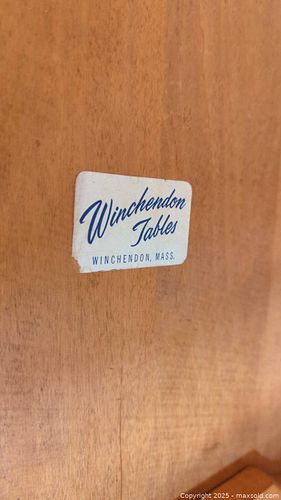 Winchendon
Tables
WINCHENDON, MASS.
Copyright © 2025 - maxsold.com